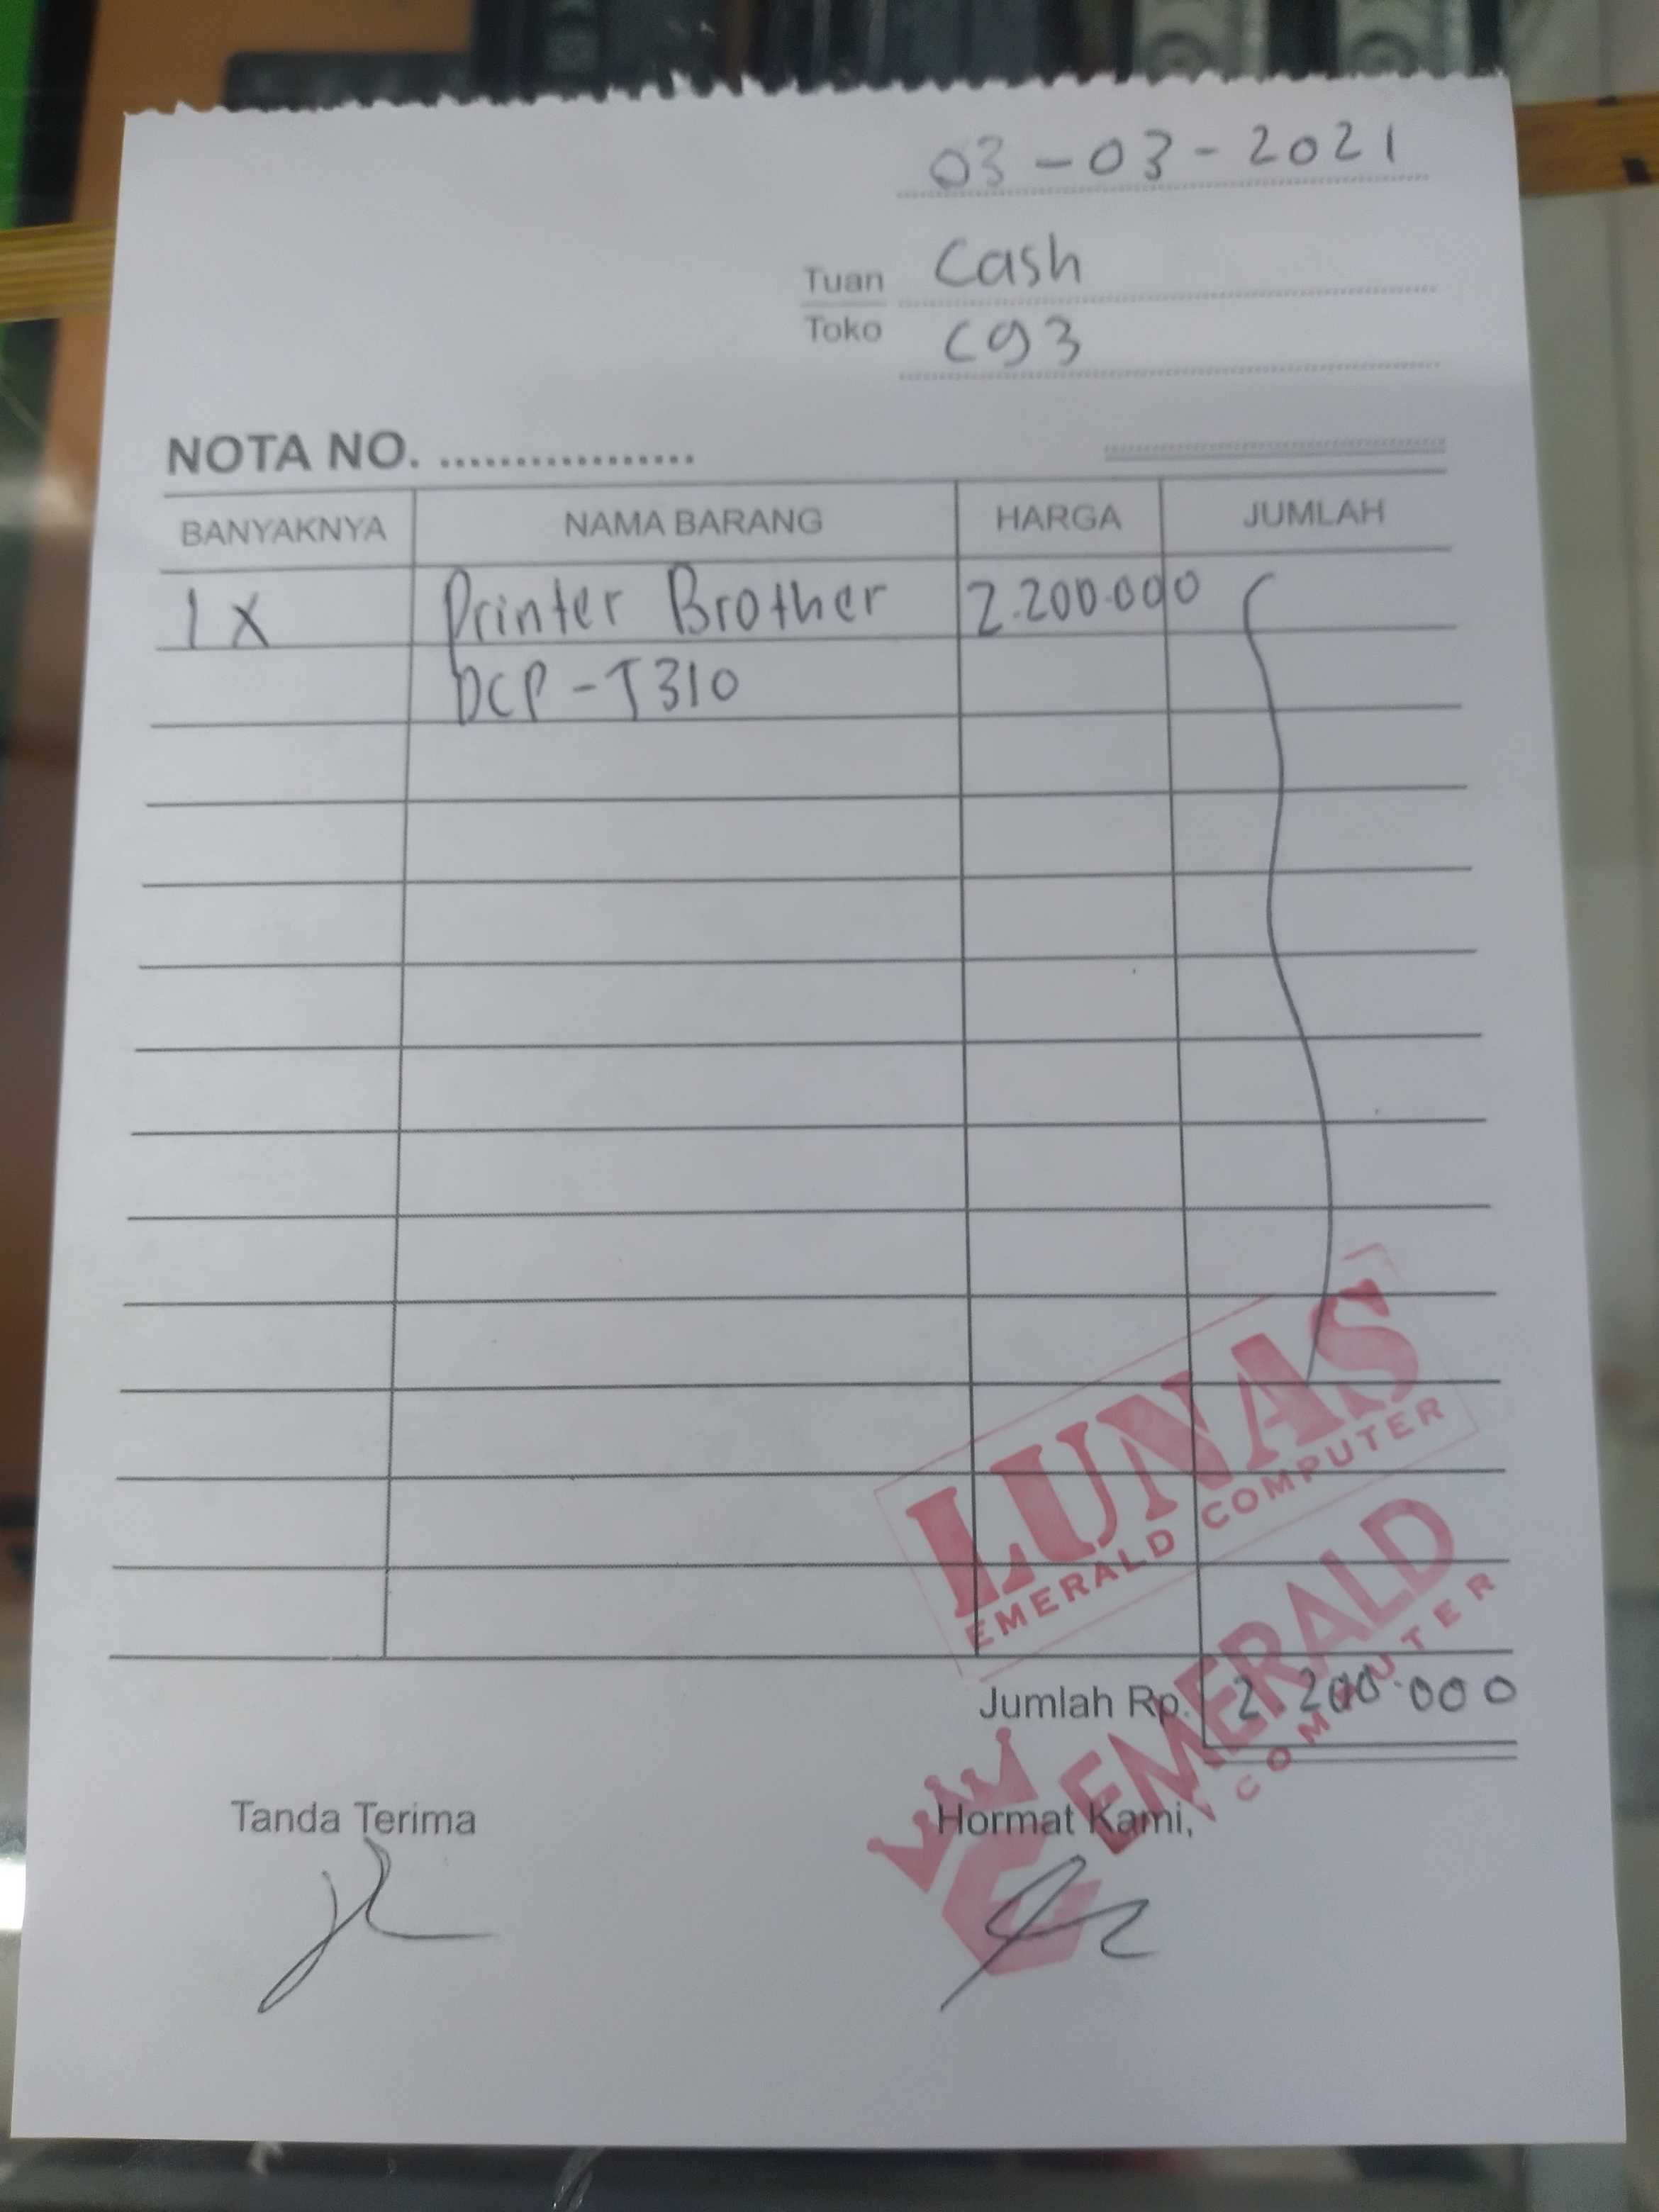 03-03-2021
Tuan Cash
Toko C93
NOTA NO. .................
BANYAKNYA NAMA BARANG HARGA JUMLAH
1X Printer Brother 2.200.000
DCP-T310
LUNAS
EMERALD COMPUTER
EMERALD
COMPUTER
Jumlah Rp. 2.200.000
Tanda Terima Hormat Kami,